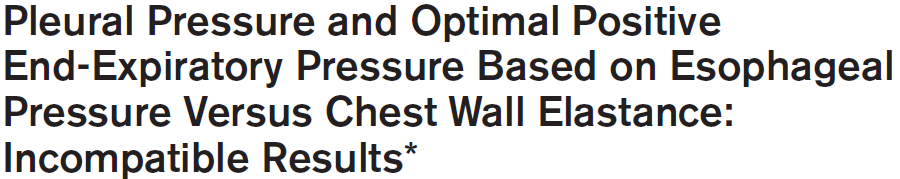 Pleural Pressure and Optimal Positive
End-Expiratory Pressure Based on Esophageal
Pressure Versus Chest Wall Elastance:
Incompatible Results*